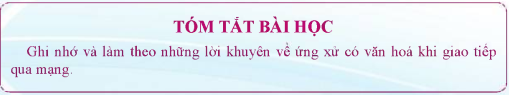 TÓM TẮT BÀI HỌC
Ghi nhớ và làm theo những lời khuyên về ứng xử có văn hoá khi giao tiếp
qua mạng.